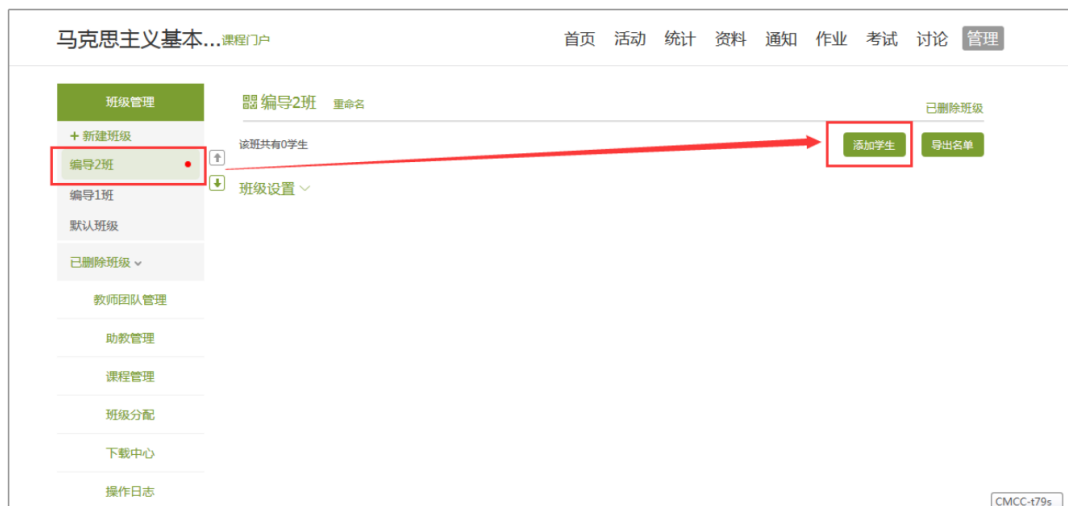 马克思主义基本...课程门户
首页 活动 统计 资料 通知 作业 考试 讨论 管理
班级管理
+ 新建班级
编导2班
编导1班
默认班级
已删除班级
教师团队管理
助教管理
课程管理
班级分配
下载中心
操作日志
编导2班 重命名
已删除班级
该班共有0学生
添加学生 导出名单
班级设置
CMCC-t79s